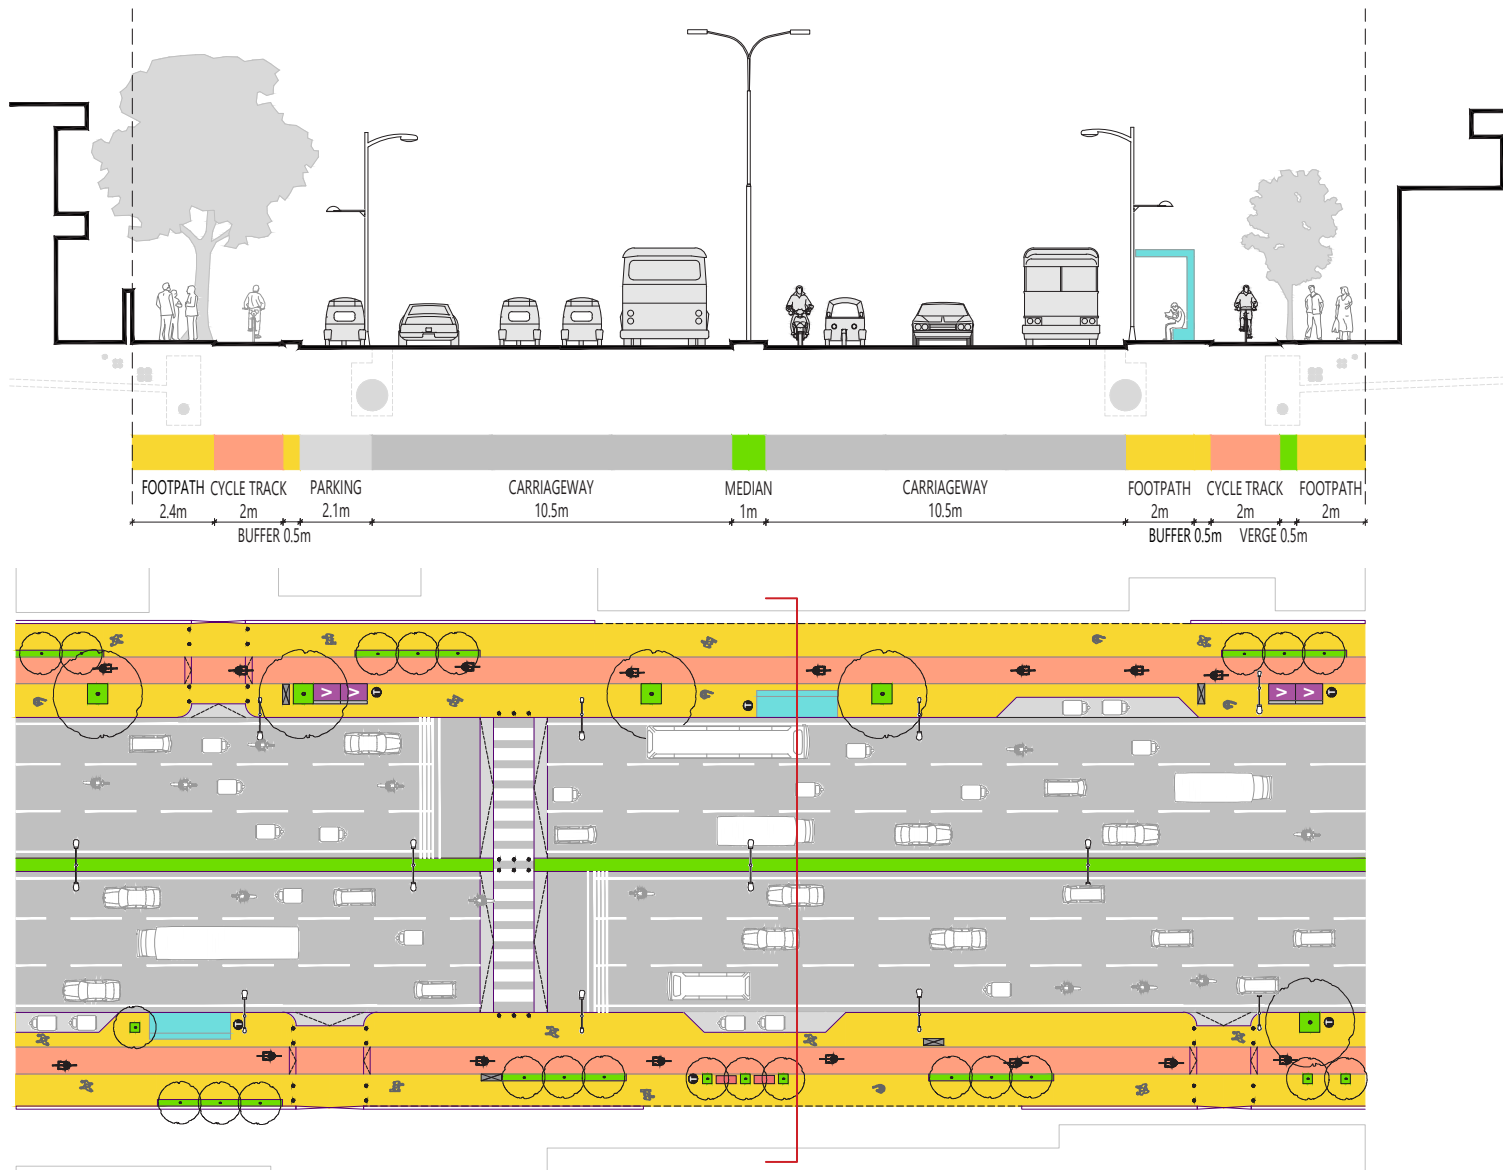 FOOTPATH CYCLE TRACK PARKING CARRIAGEWAY MEDIAN CARRIAGEWAY FOOTPATH CYCLE TRACK FOOTPATH
2.4m 2m 2.1m 10.5m 1m 10.5m 2m 2m 2m
BUFFER 0.5m BUFFER 0.5m VERGE 0.5m